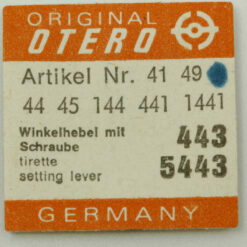 ORIGINAL
OTERO
Artikel Nr. 41 49
44 45 144 441 1441
Winkelhebel mit
Schraube
tirette
setting lever
443
5443
GERMANY